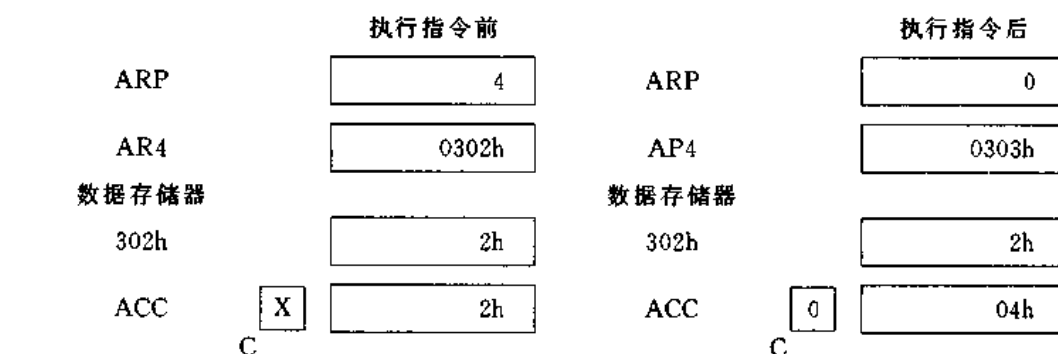 执行指令前 执行指令后
ARP 4 ARP 0
AR4 0302h AP4 0303h
数据存储器 数据存储器
302h 2h 302h 2h
ACC X 2h ACC 0 04h
C C